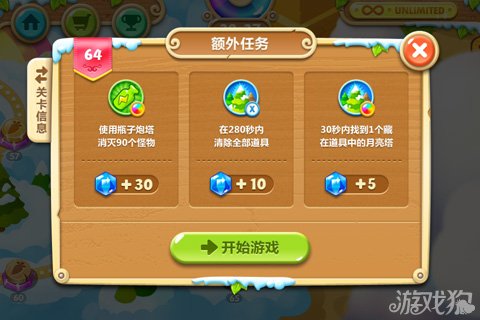 UNLIMITED
额外任务
64
关卡信息
使用瓶子炮塔
消灭90个怪物
+30
X
在280秒内
清除全部道具
+10
30秒内找到1个藏
在道具中的月亮塔
+5
开始游戏
57
60
65
游戏狗